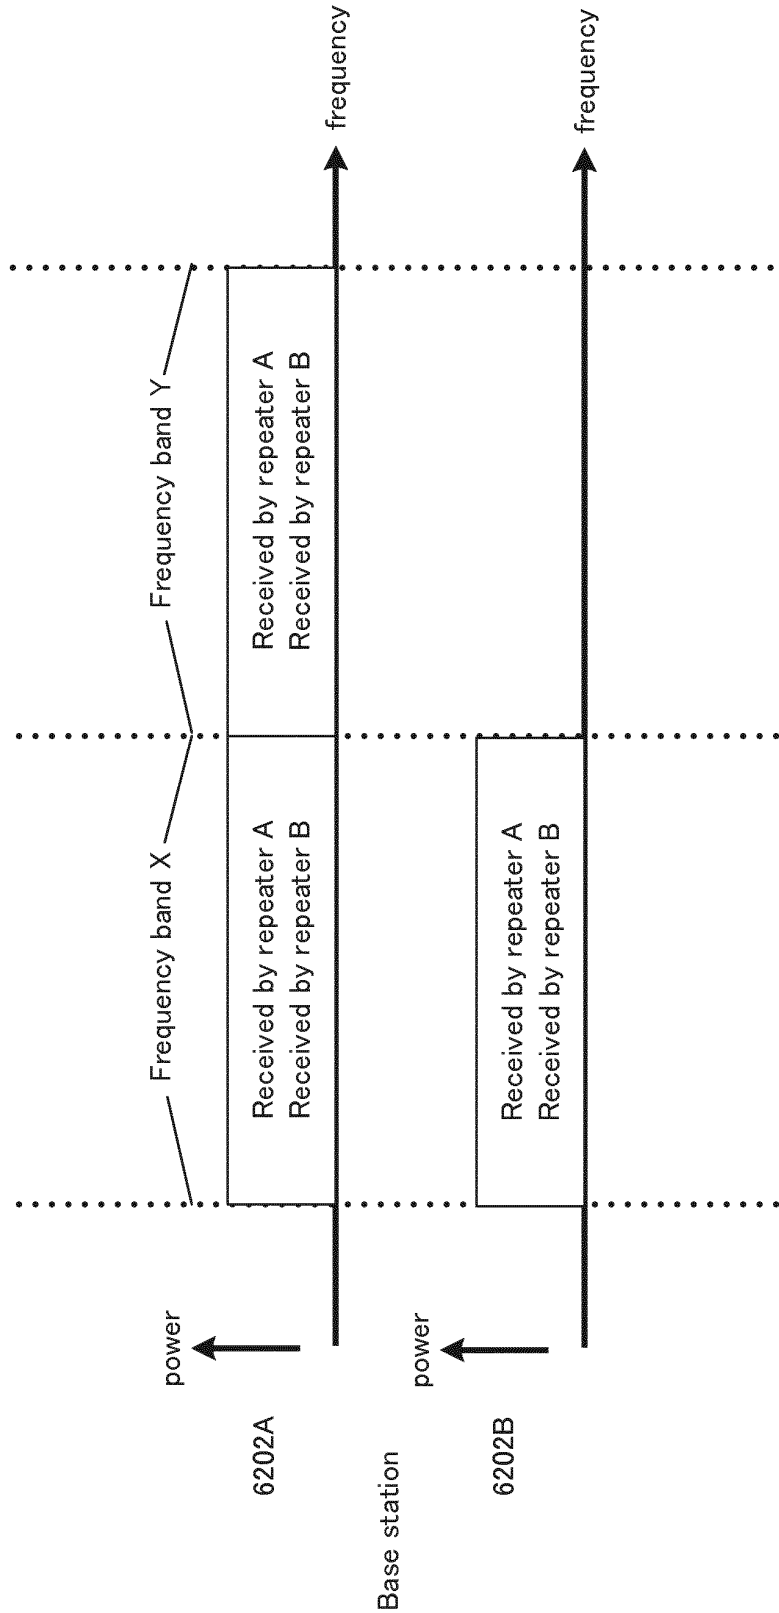 Frequency band X
Frequency band Y
power
6202A
Received by repeater A
Received by repeater B
Received by repeater A
Received by repeater B
frequency
Base station
power
6202B
Received by repeater A
Received by repeater B
frequency